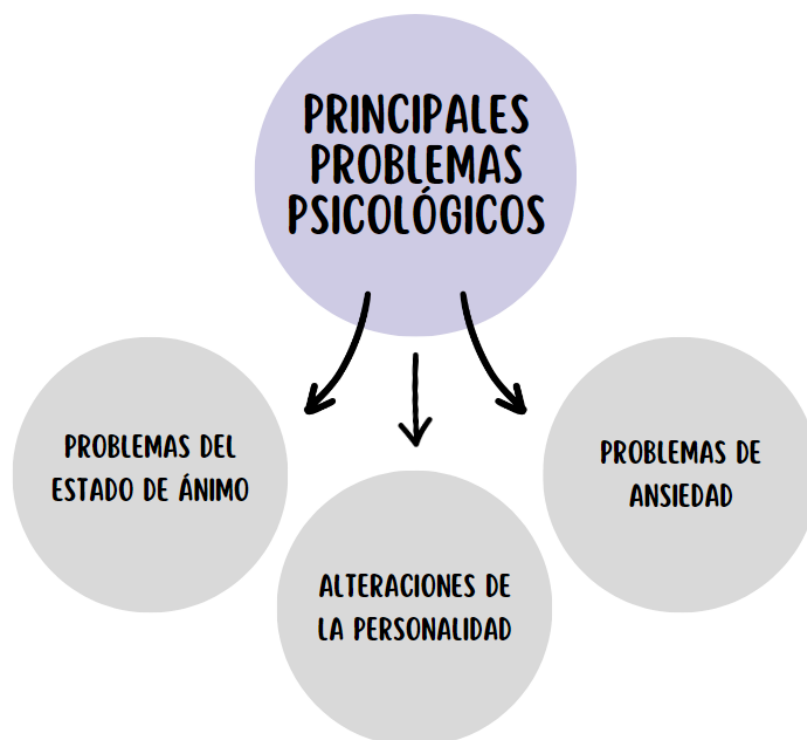 PRINCIPALES
PROBLEMAS
PSICOLÓGICOS
PROBLEMAS DEL
ESTADO DE ÁNIMO
ALTERACIONES DE
LA PERSONALIDAD
PROBLEMAS DE
ANSIEDAD